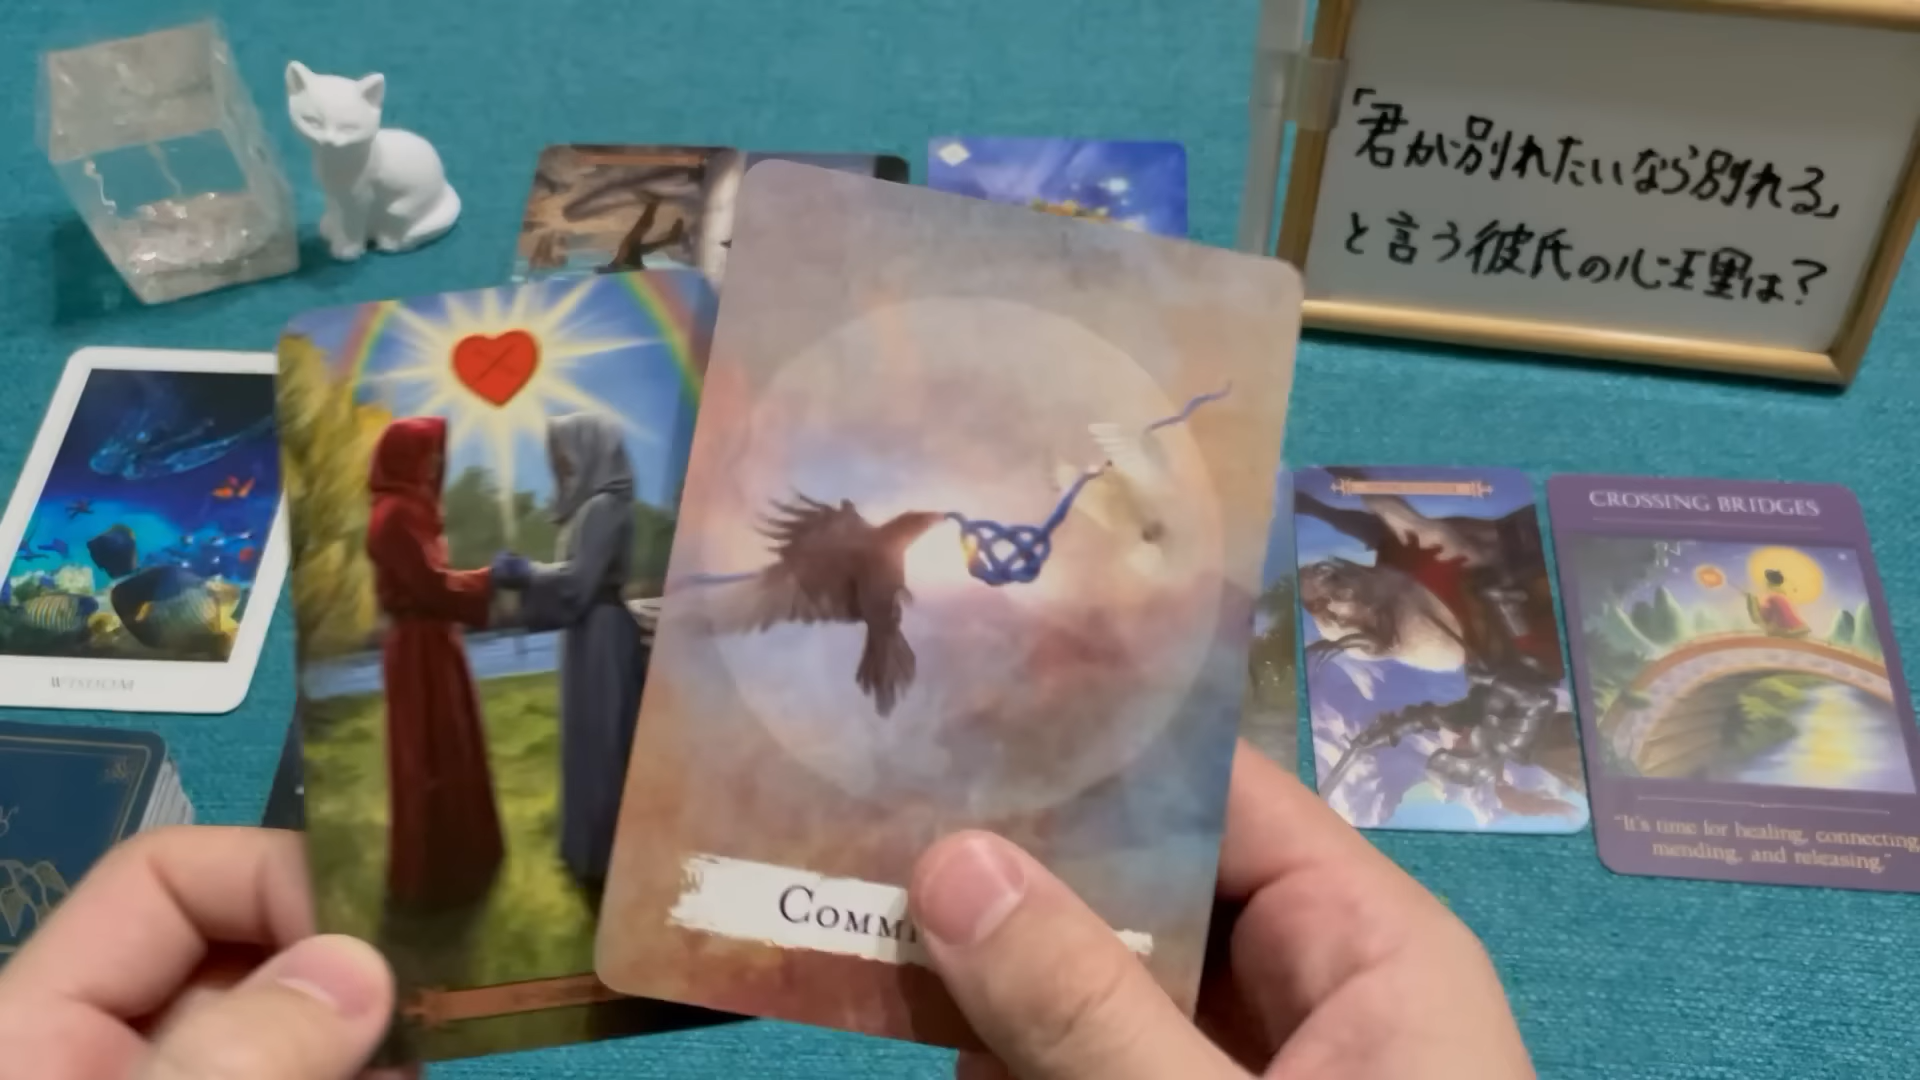 「君が別れたいなら別れる」
と言う彼氏の心理は？
CROSSING BRIDGES
"It's time for healing, connecting,
mending, and releasing."
WISDOM
COMM